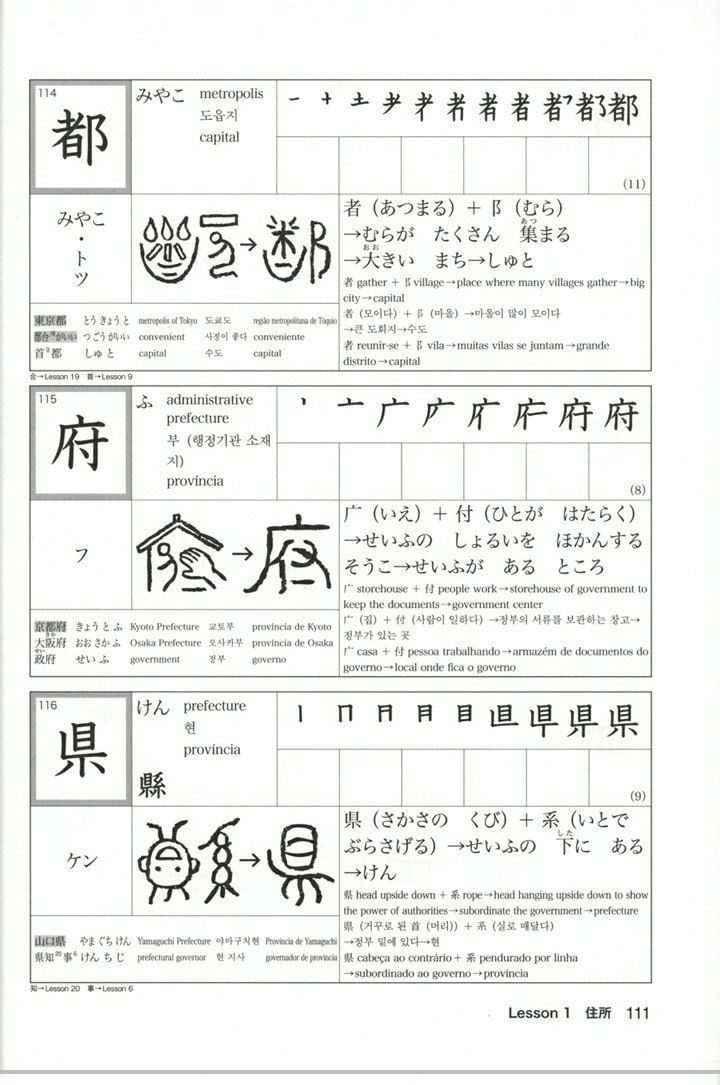 114
都
みやこ metropolis
도읍지
capital
一 十 土 耂 者 者 者 都 都
(11)
みやこ
・
ト
ツ
者（あつまる）＋阝（むら）
→むらが たくさん 集まる
あつ
→大きい まち→しゅと
おお
者 gather + 阝village→place where many villages gather→big
city→capital
者 (모이다) + 阝 (마을) →마을이 많이 모이다
→큰 도회지→수도
者 reunir-se + 阝 vila→muitas vilas se juntam→grande
distrito→capital
東京都 とうきょうと metropolis of Tokyo 도쿄도 região metropolitana de Tóquio
都合19がいい つごうがいい convenient 사정이 좋다 conveniente
首9都 しゅと capital 수도 capital
合→Lesson 19 首→Lesson 9
115
府
ふ administrative
prefecture
부 (행정기관 소재
지)
província
丶 亠 广 府 府
(8)
フ
广（いえ）＋付（ひとが はたらく）
→せいふの しょるいを ほかんする
そうこ→せいふが ある ところ
广 storehouse + 付 people work→storehouse of government to
keep the documents→government center
广 (집) + 付 (사람이 일하다) →정부의 서류를 보관하는 창고→
정부가 있는 곳
广 casa + 付 pessoa trabalhando→armazém de documentos do
governo→local onde fica o governo
京都府 きょうとふ Kyoto Prefecture 교토부 província de Kyoto
さか
大阪府 おおさかふ Osaka Prefecture 오사카부 província de Osaka
せい
政府 せいふ government 정부 governo
116
県
けん prefecture
현
província
縣
丨 冂 月 目 県 県
(9)
ケン
県（さかさの くび）＋系（いとで
ぶらさげる）→せいふの 下に ある
した
→けん
県 head upside down + 系 rope→head hanging upside down to show
the power of authorities→subordinate the government→prefecture
県 (거꾸로 된 首 (머리)) + 系 (실로 매달다)
→정부 밑에 있다→현
県 cabeça ao contrário+ 系 pendurado por linha
→subordinado ao governo→província
山口県 やまぐちけん Yamaguchi Prefecture 야마구치현 Província de Yamaguchi
県知20事6 けんちじ prefectural governor 현 지사 governador de província
知→Lesson 20 事→Lesson 6
Lesson 1 住所 111